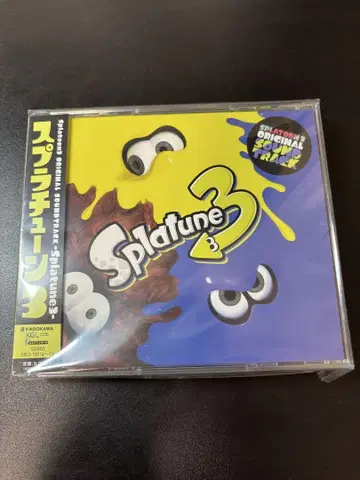 Splatoon3 ORIGINAL SOUNDTRACK -Splatune3-
スプラチューン3
KADOKAWA
SPLATOON 3
ORIGINAL
SOUND
TRACK
Splatune3
3